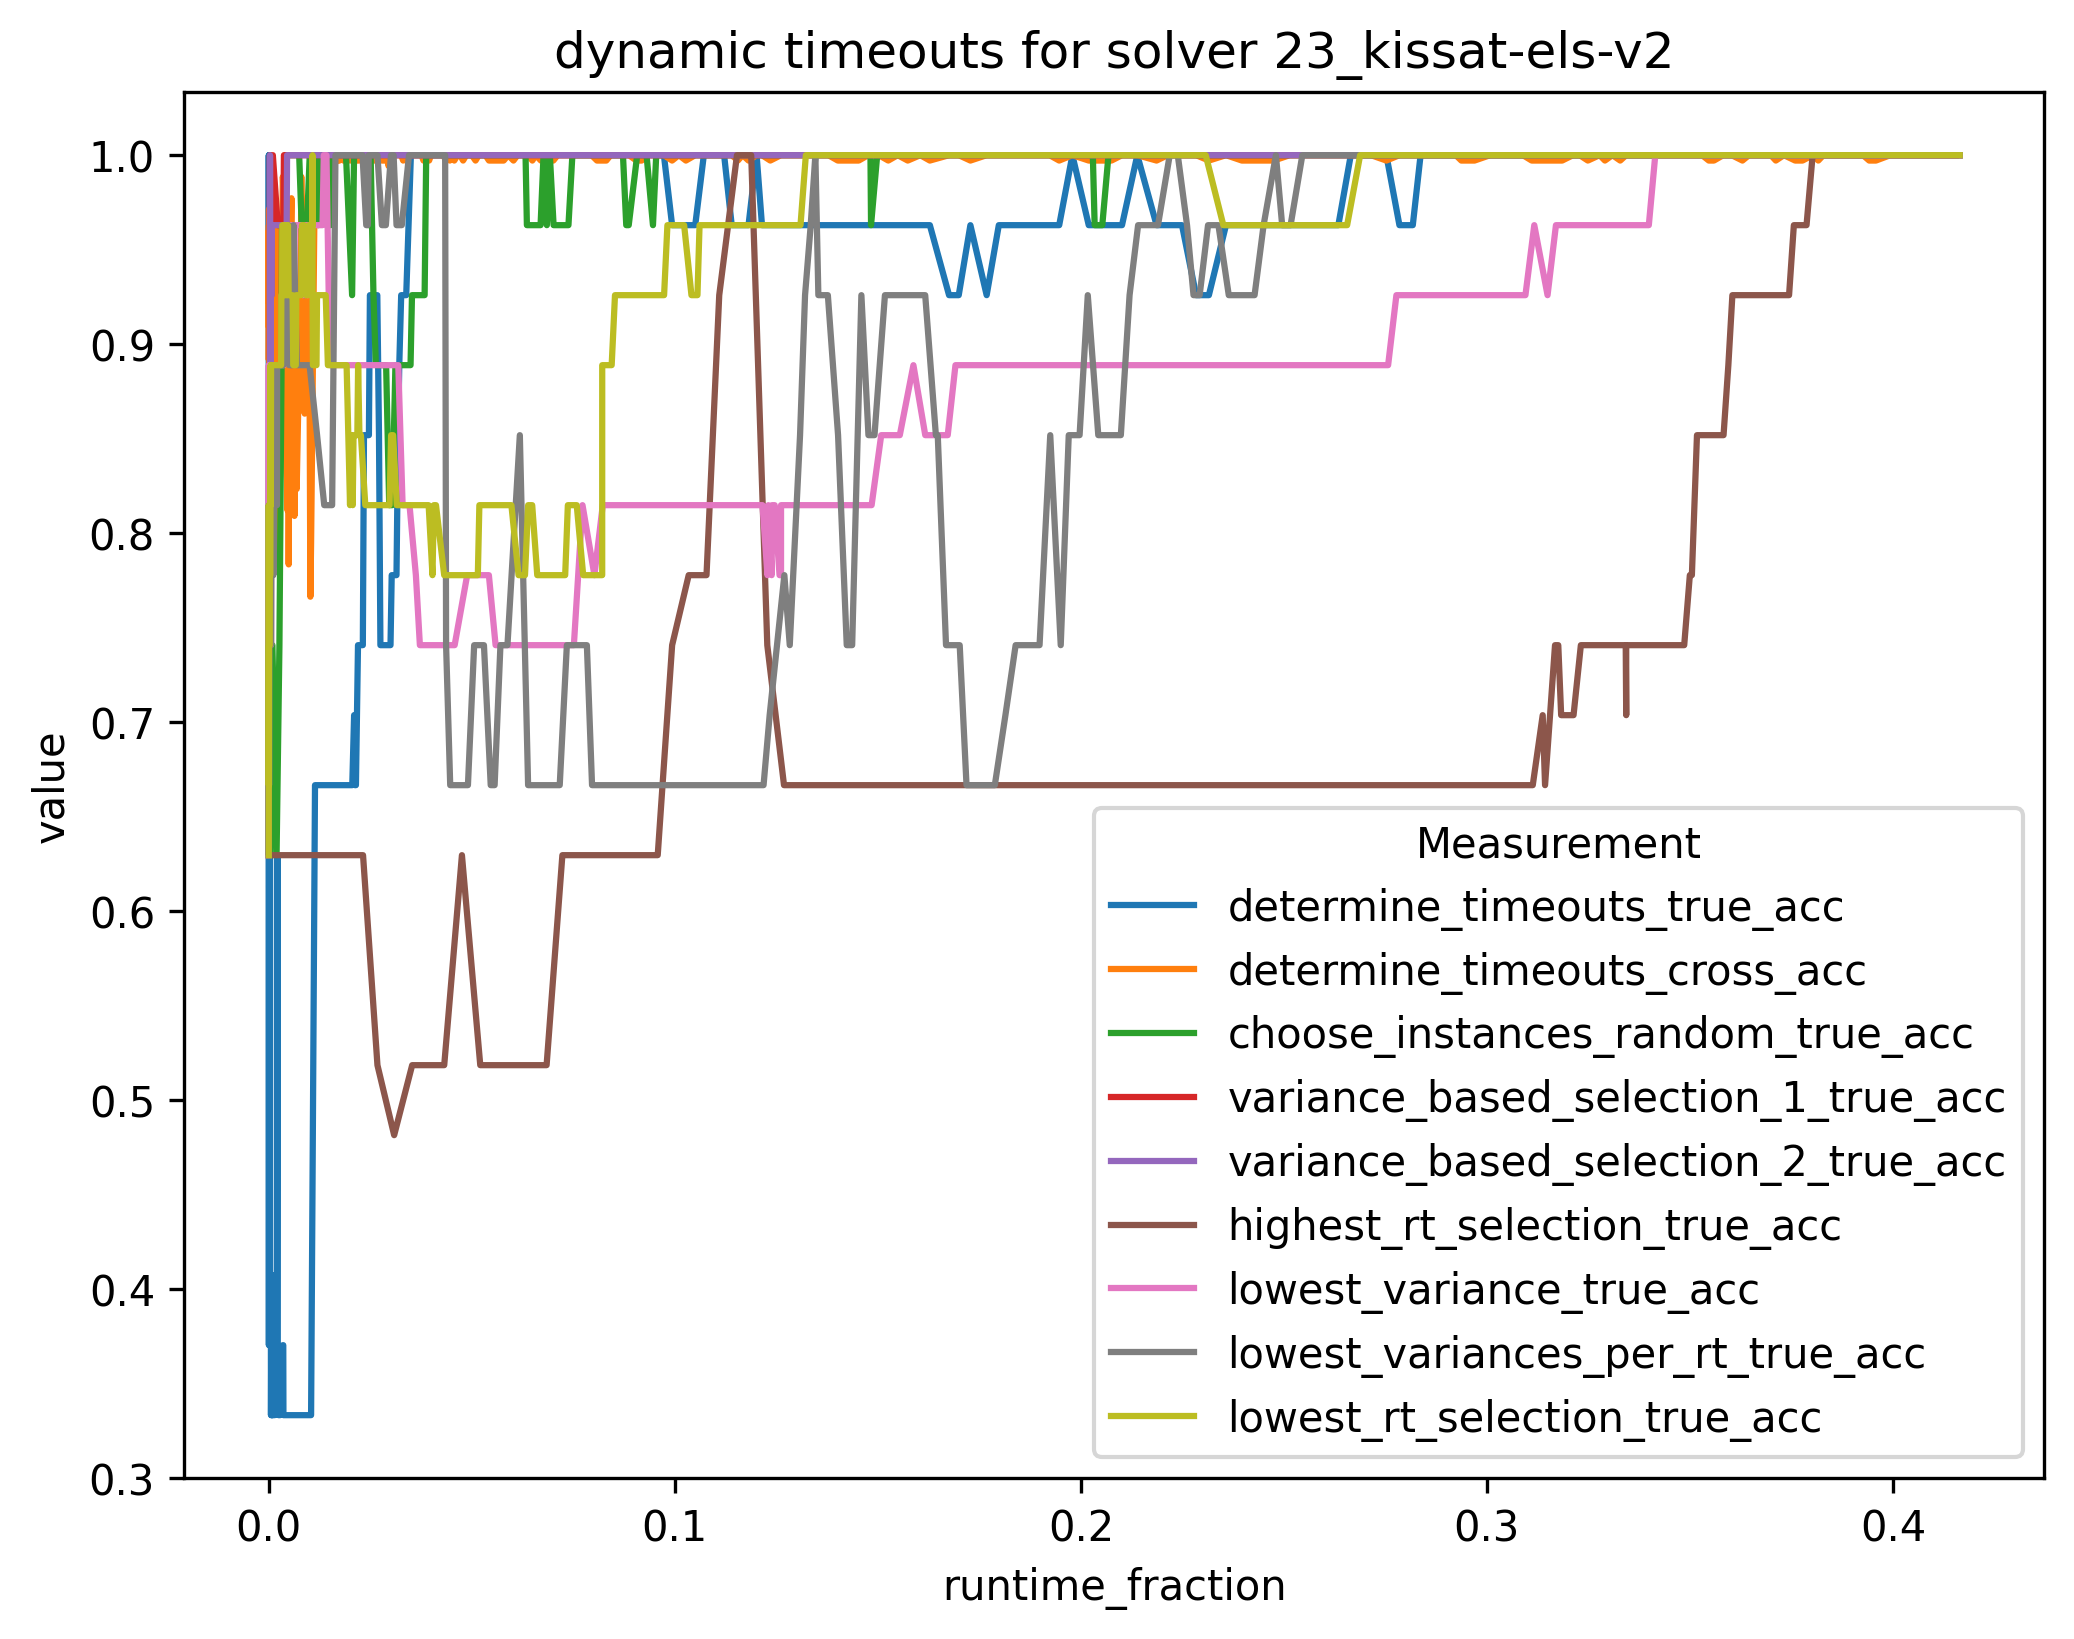 dynamic timeouts for solver 23_kissat-els-v2
1.0
0.9
0.8
0.7
0.6
0.5
0.4
0.3
value
0.0 0.1 0.2 0.3 0.4
runtime_fraction
Measurement
determine_timeouts_true_acc
determine_timeouts_cross_acc
choose_instances_random_true_acc
variance_based_selection_1_true_acc
variance_based_selection_2_true_acc
highest_rt_selection_true_acc
lowest_variance_true_acc
lowest_variances_per_rt_true_acc
lowest_rt_selection_true_acc